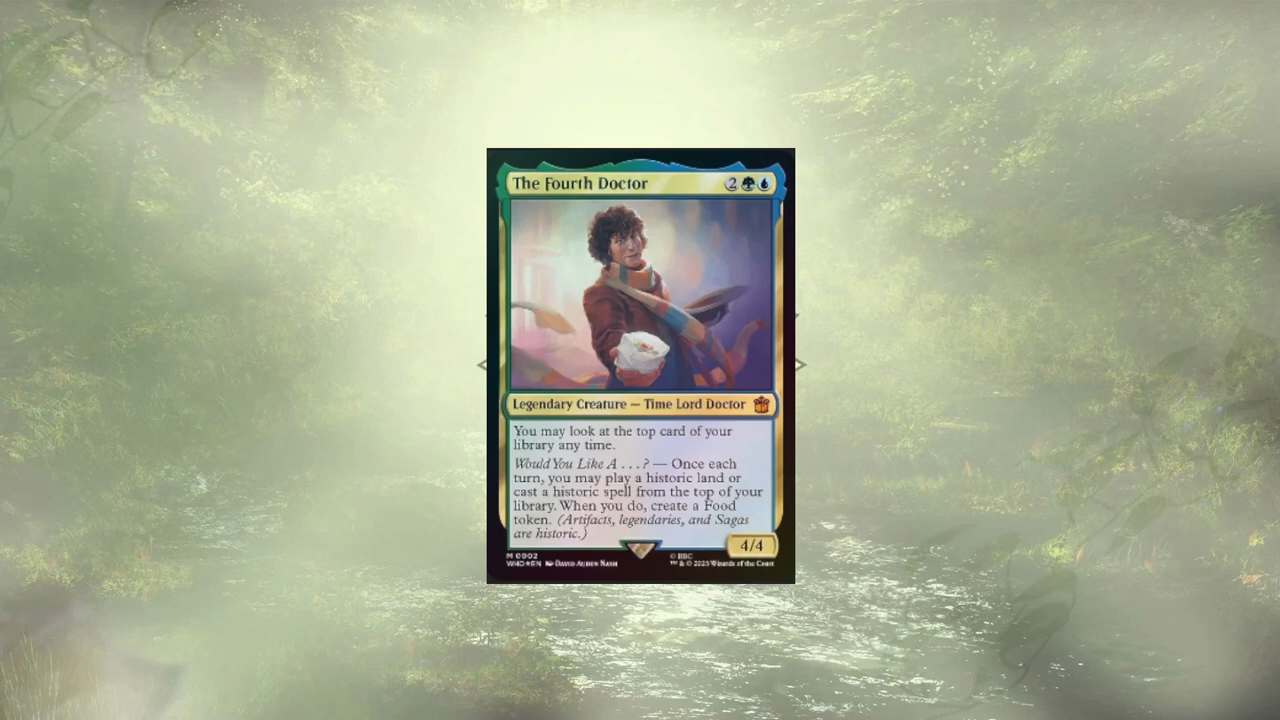 The Fourth Doctor 2
Legendary Creature — Time Lord Doctor
You may look at the top card of your
library any time.
Would You Like A . . . ? — Once each
turn, you may play a historic land or
cast a historic spell from the top of your
library. When you do, create a Food
token. (Artifacts, legendaries, and Sagas
are historic.)
4/4
M 0002 © BBC
WHO★EN David Auden Nash ™ & © 2023 Wizards of the Coast